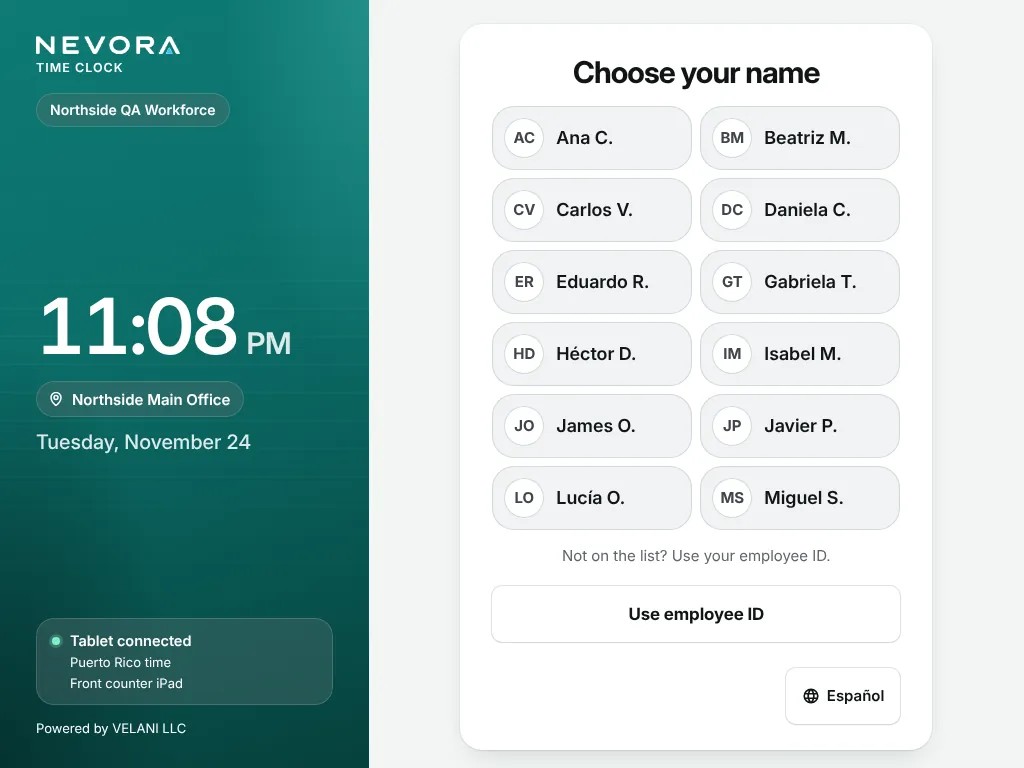 NEVORA
TIME CLOCK
Northside QA Workforce
11:08 PM
Northside Main Office
Tuesday, November 24
Tablet connected
Puerto Rico time
Front counter iPad
Powered by VELANI LLC
Choose your name
AC Ana C.
BM Beatriz M.
CV Carlos V.
DC Daniela C.
ER Eduardo R.
GT Gabriela T.
HD Héctor D.
IM Isabel M.
JO James O.
JP Javier P.
LO Lucía O.
MS Miguel S.
Not on the list? Use your employee ID.
Use employee ID
Español